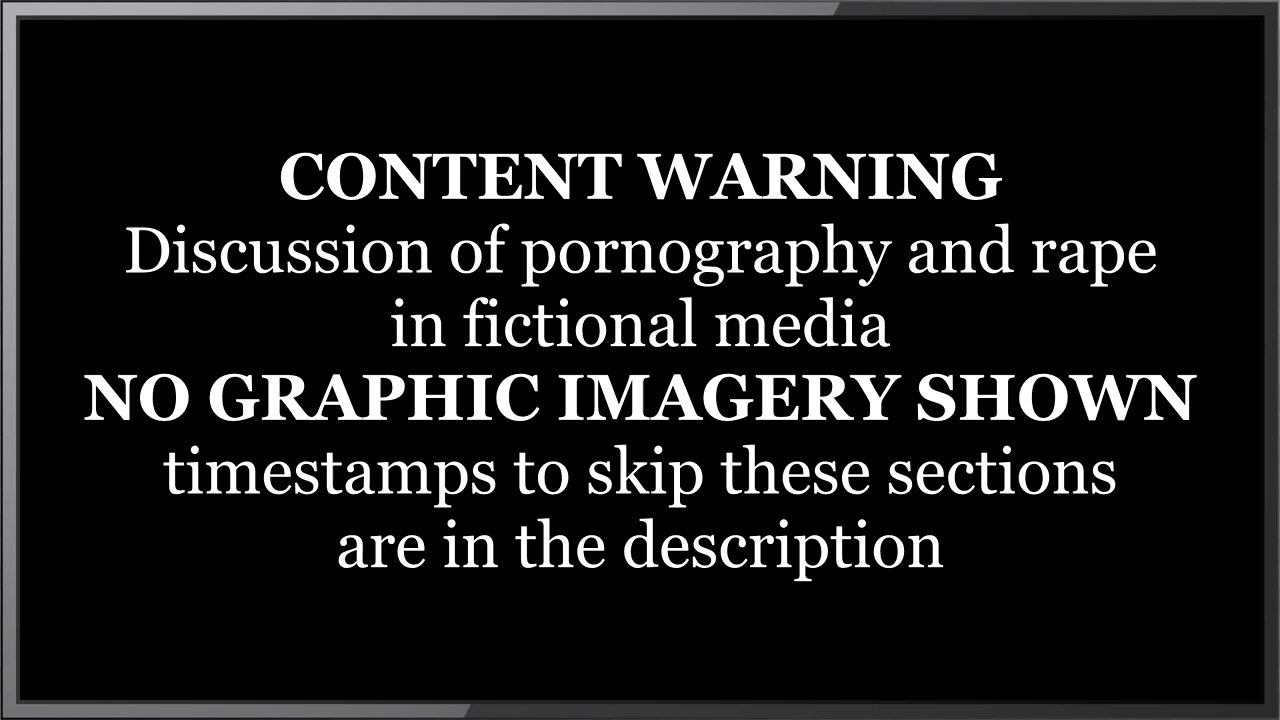 CONTENT WARNING
Discussion of pornography and rape
in fictional media
NO GRAPHIC IMAGERY SHOWN
timestamps to skip these sections
are in the description